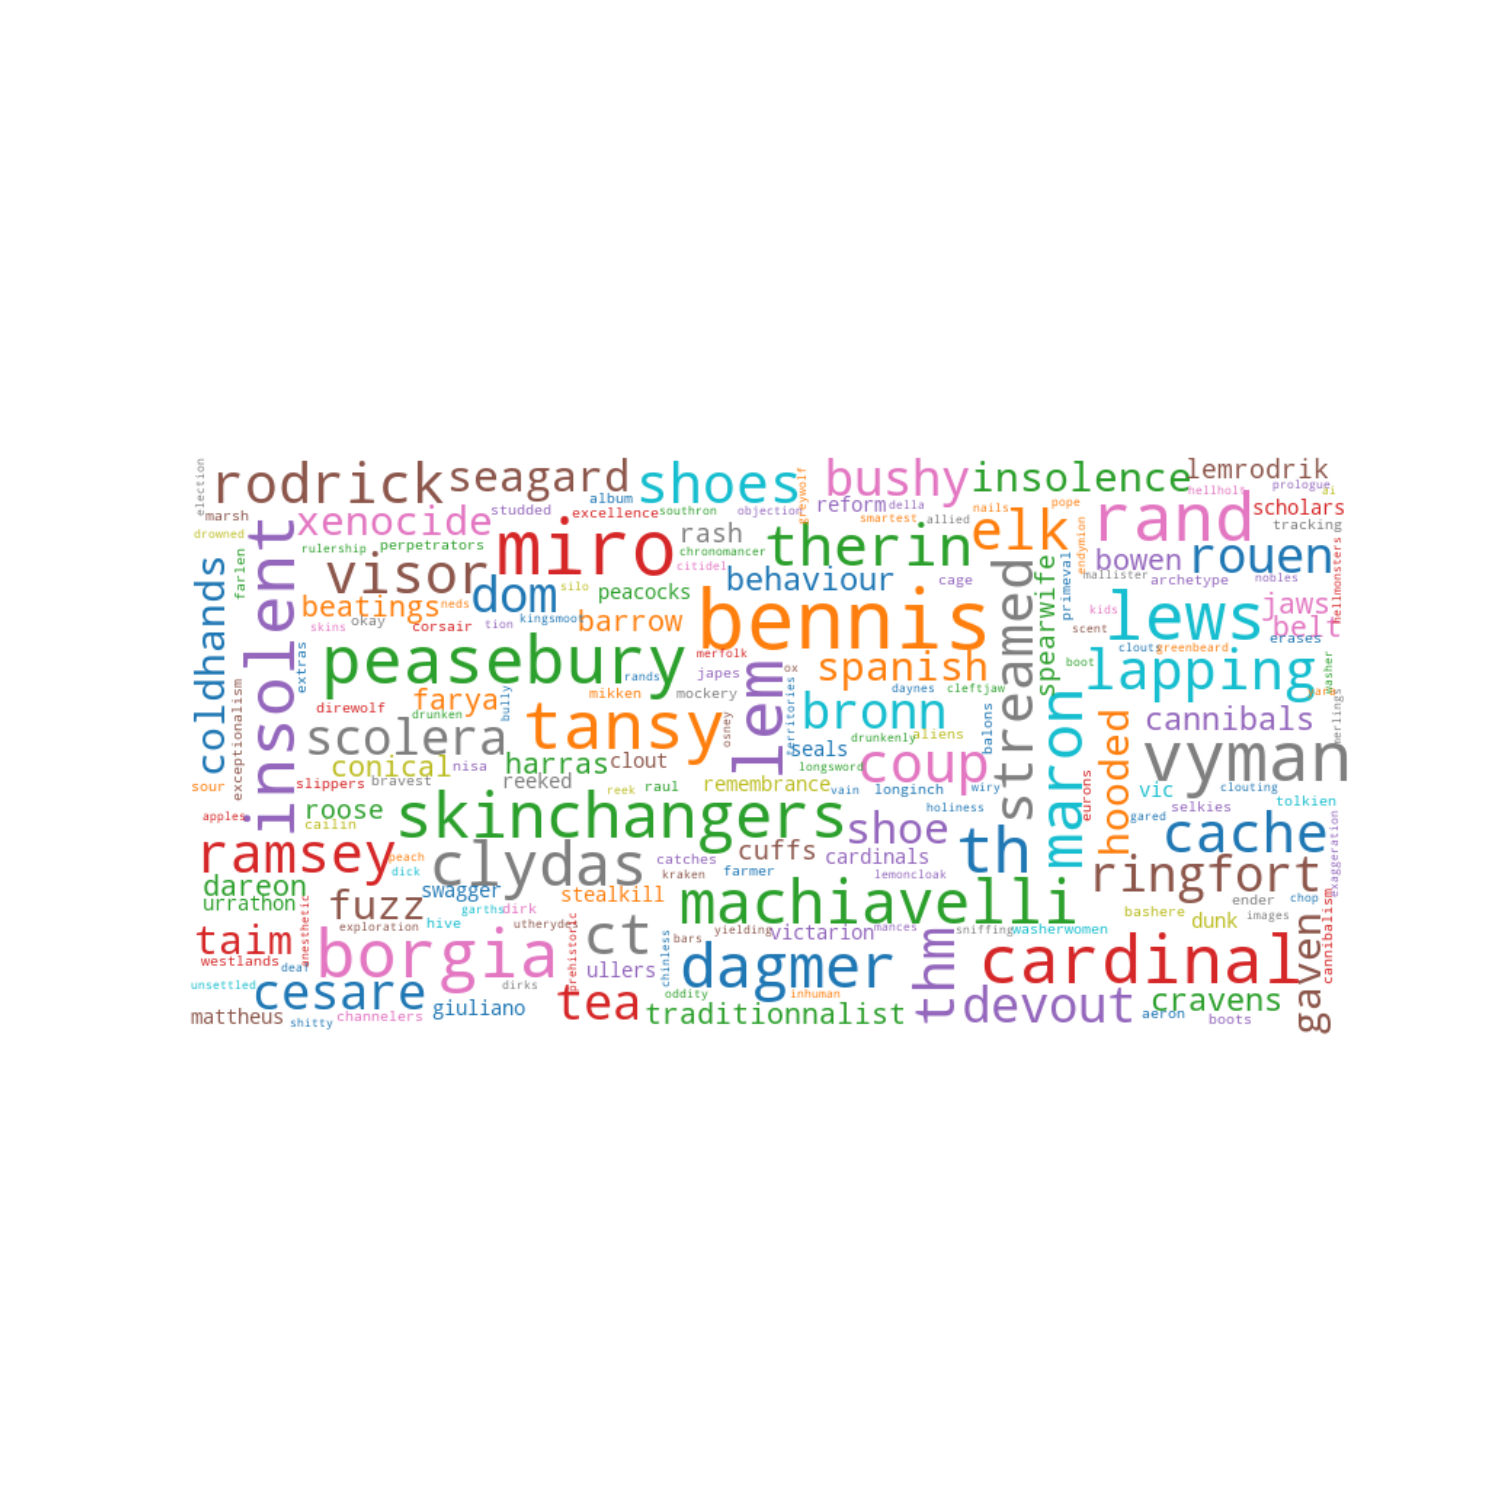 election
rodrick
seagard
album
shoes
greywolf
bushy
insolence
lemrodrik
hellholt
prologue
ai
marsh
xenocide
studded
excellence
southron
objection
reform
della
smartest
allied
nails
pope
rand
scholars
tracking
drowned
insolent
rulership
perpetrators
miro
rash
chronomancer
citidel
therin
elk
endymion
bowen
rouen
farlen
visor
dom
silo
peacocks
behaviour
cage
streamed
spearwife
primeval
mallister
archetype
nobles
hellmonsters
coldhands
beatings
neds
skins
okay
corsair
tion
kingsmoot
barrow
bennis
kids
lews
jaws
belt
scent
erases
clouts
greenbeard
extras
peasebury
rands
merfolk
japes
lem
ox
spanish
boot
lapping
washer
exceptionalism
direwolf
farya
drunken
bully
mikken
mockery
territories
daynes
cleftjaw
merlings
scolera
tansy
osney
bronn
drunkenly
aliens
balons
maron
hooded
cannibals
vyman
conical
nisa
harras
clout
seals
longsword
coup
sour
slippers
bravest
reeked
reek
raul
remembrance
vain
longinch
wiry
eurons
vic
clouting
tolkien
apples
roose
cailin
skinchangers
shoe
holiness
th
gared
selkies
cache
exaggeration
ramsey
peach
dick
clydas
catches
kraken
cuffs
farmer
cardinals
lemoncloak
ringfort
dareon
urrathon
swagger
stealkill
machiavelli
ender
chop
fuzz
exploration
garths
dirk
hive
utheryder
prehistoric
ct
bars
yielding
victarion
mances
sniffing
washerwomen
bashere
dunk
images
gaven
cannibalism
taim
westlands
anesthetic
deaf
borgia
ullers
chinless
dagmer
thm
cardinal
unsettled
cesare
dirks
oddity
inhuman
mattheus
shitty
channelers
giuliano
tea
traditionnalist
devout
aeron
cravens
boots